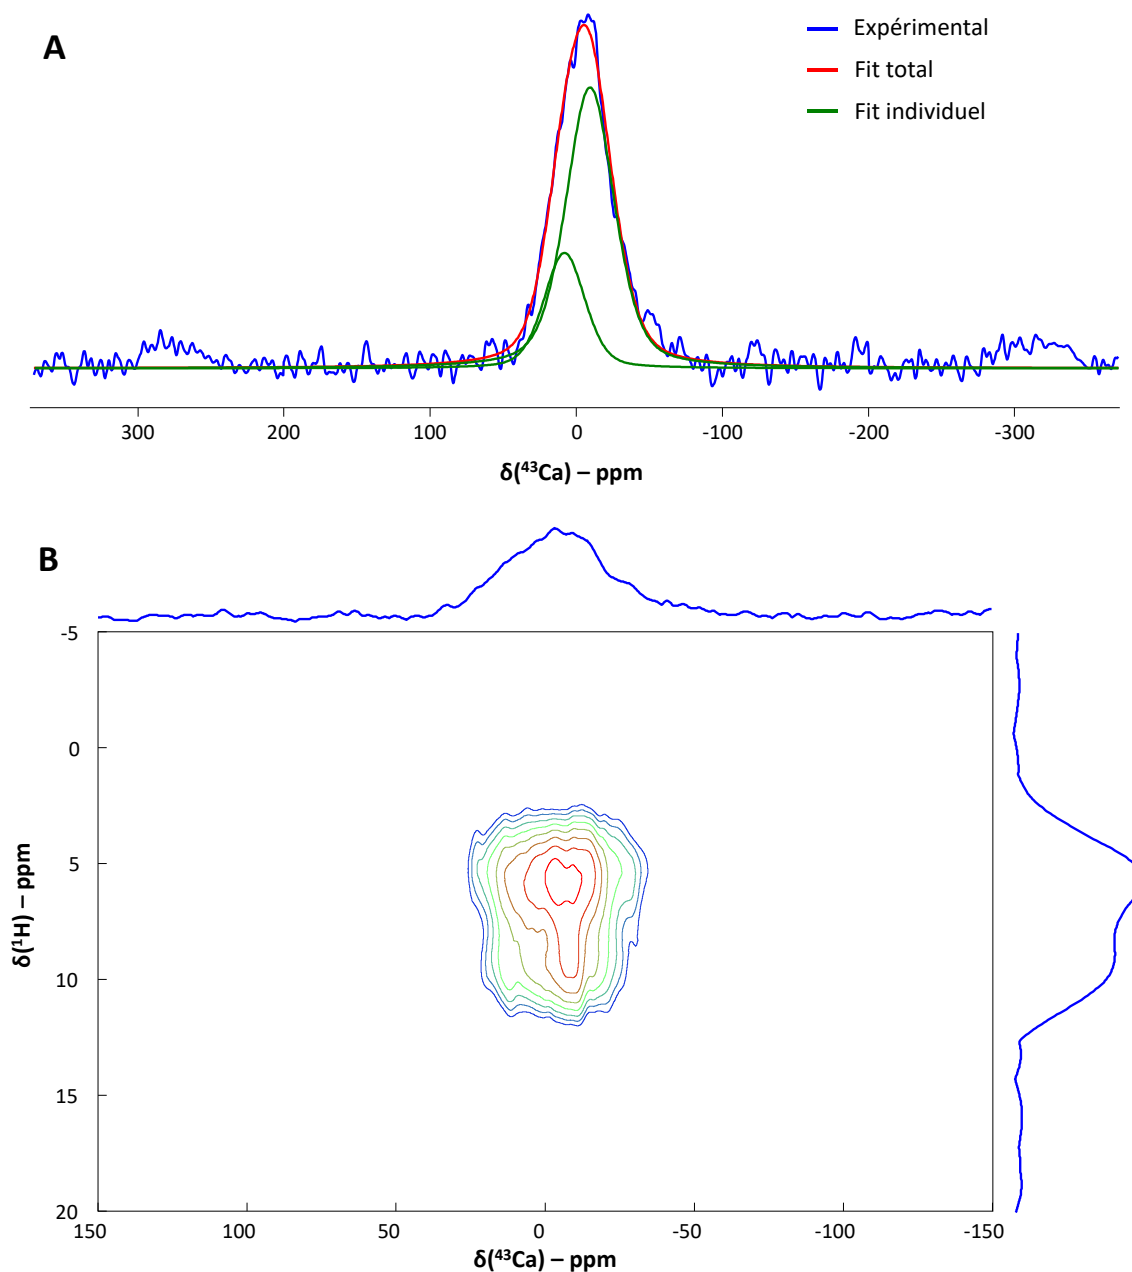 A
Expérimental
Fit total
Fit individuel
300 200 100 0 -100 -200 -300
δ(⁴³Ca) – ppm
B
-5
0
5
10
15
20
δ(¹H) – ppm
150 100 50 0 -50 -100 -150
δ(⁴³Ca) – ppm